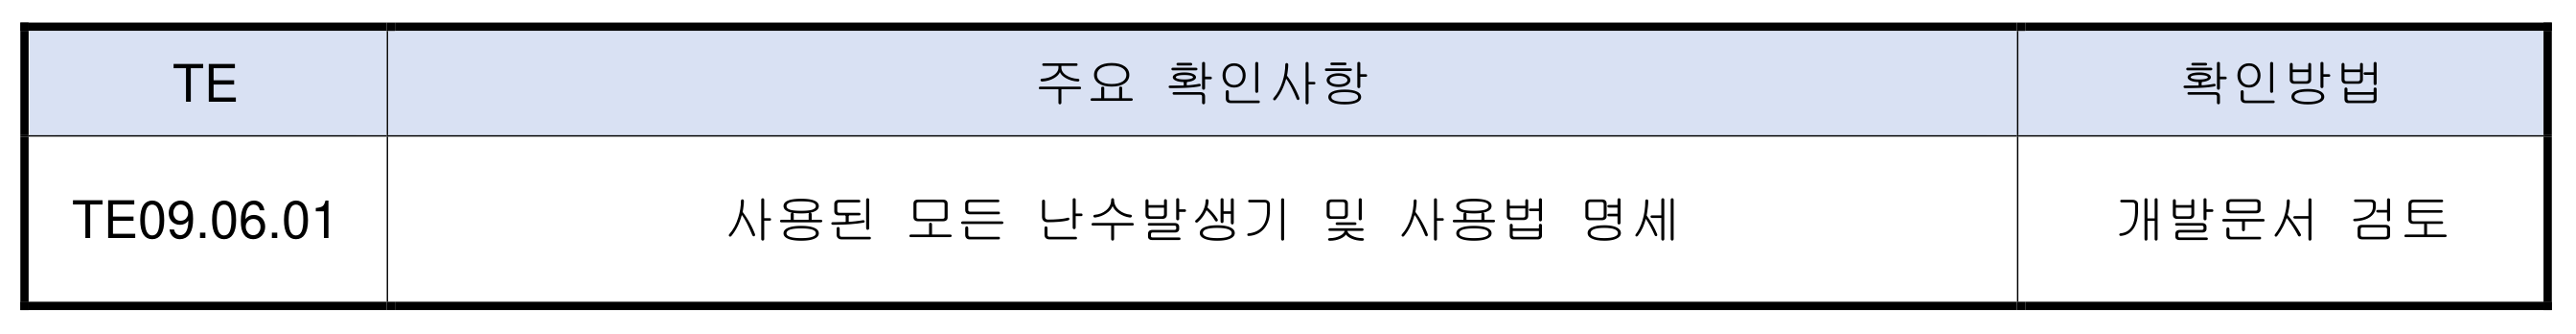 TE 주요 확인사항 확인방법
TE09.06.01 사용된 모든 난수발생기 및 사용법 명세 개발문서 검토